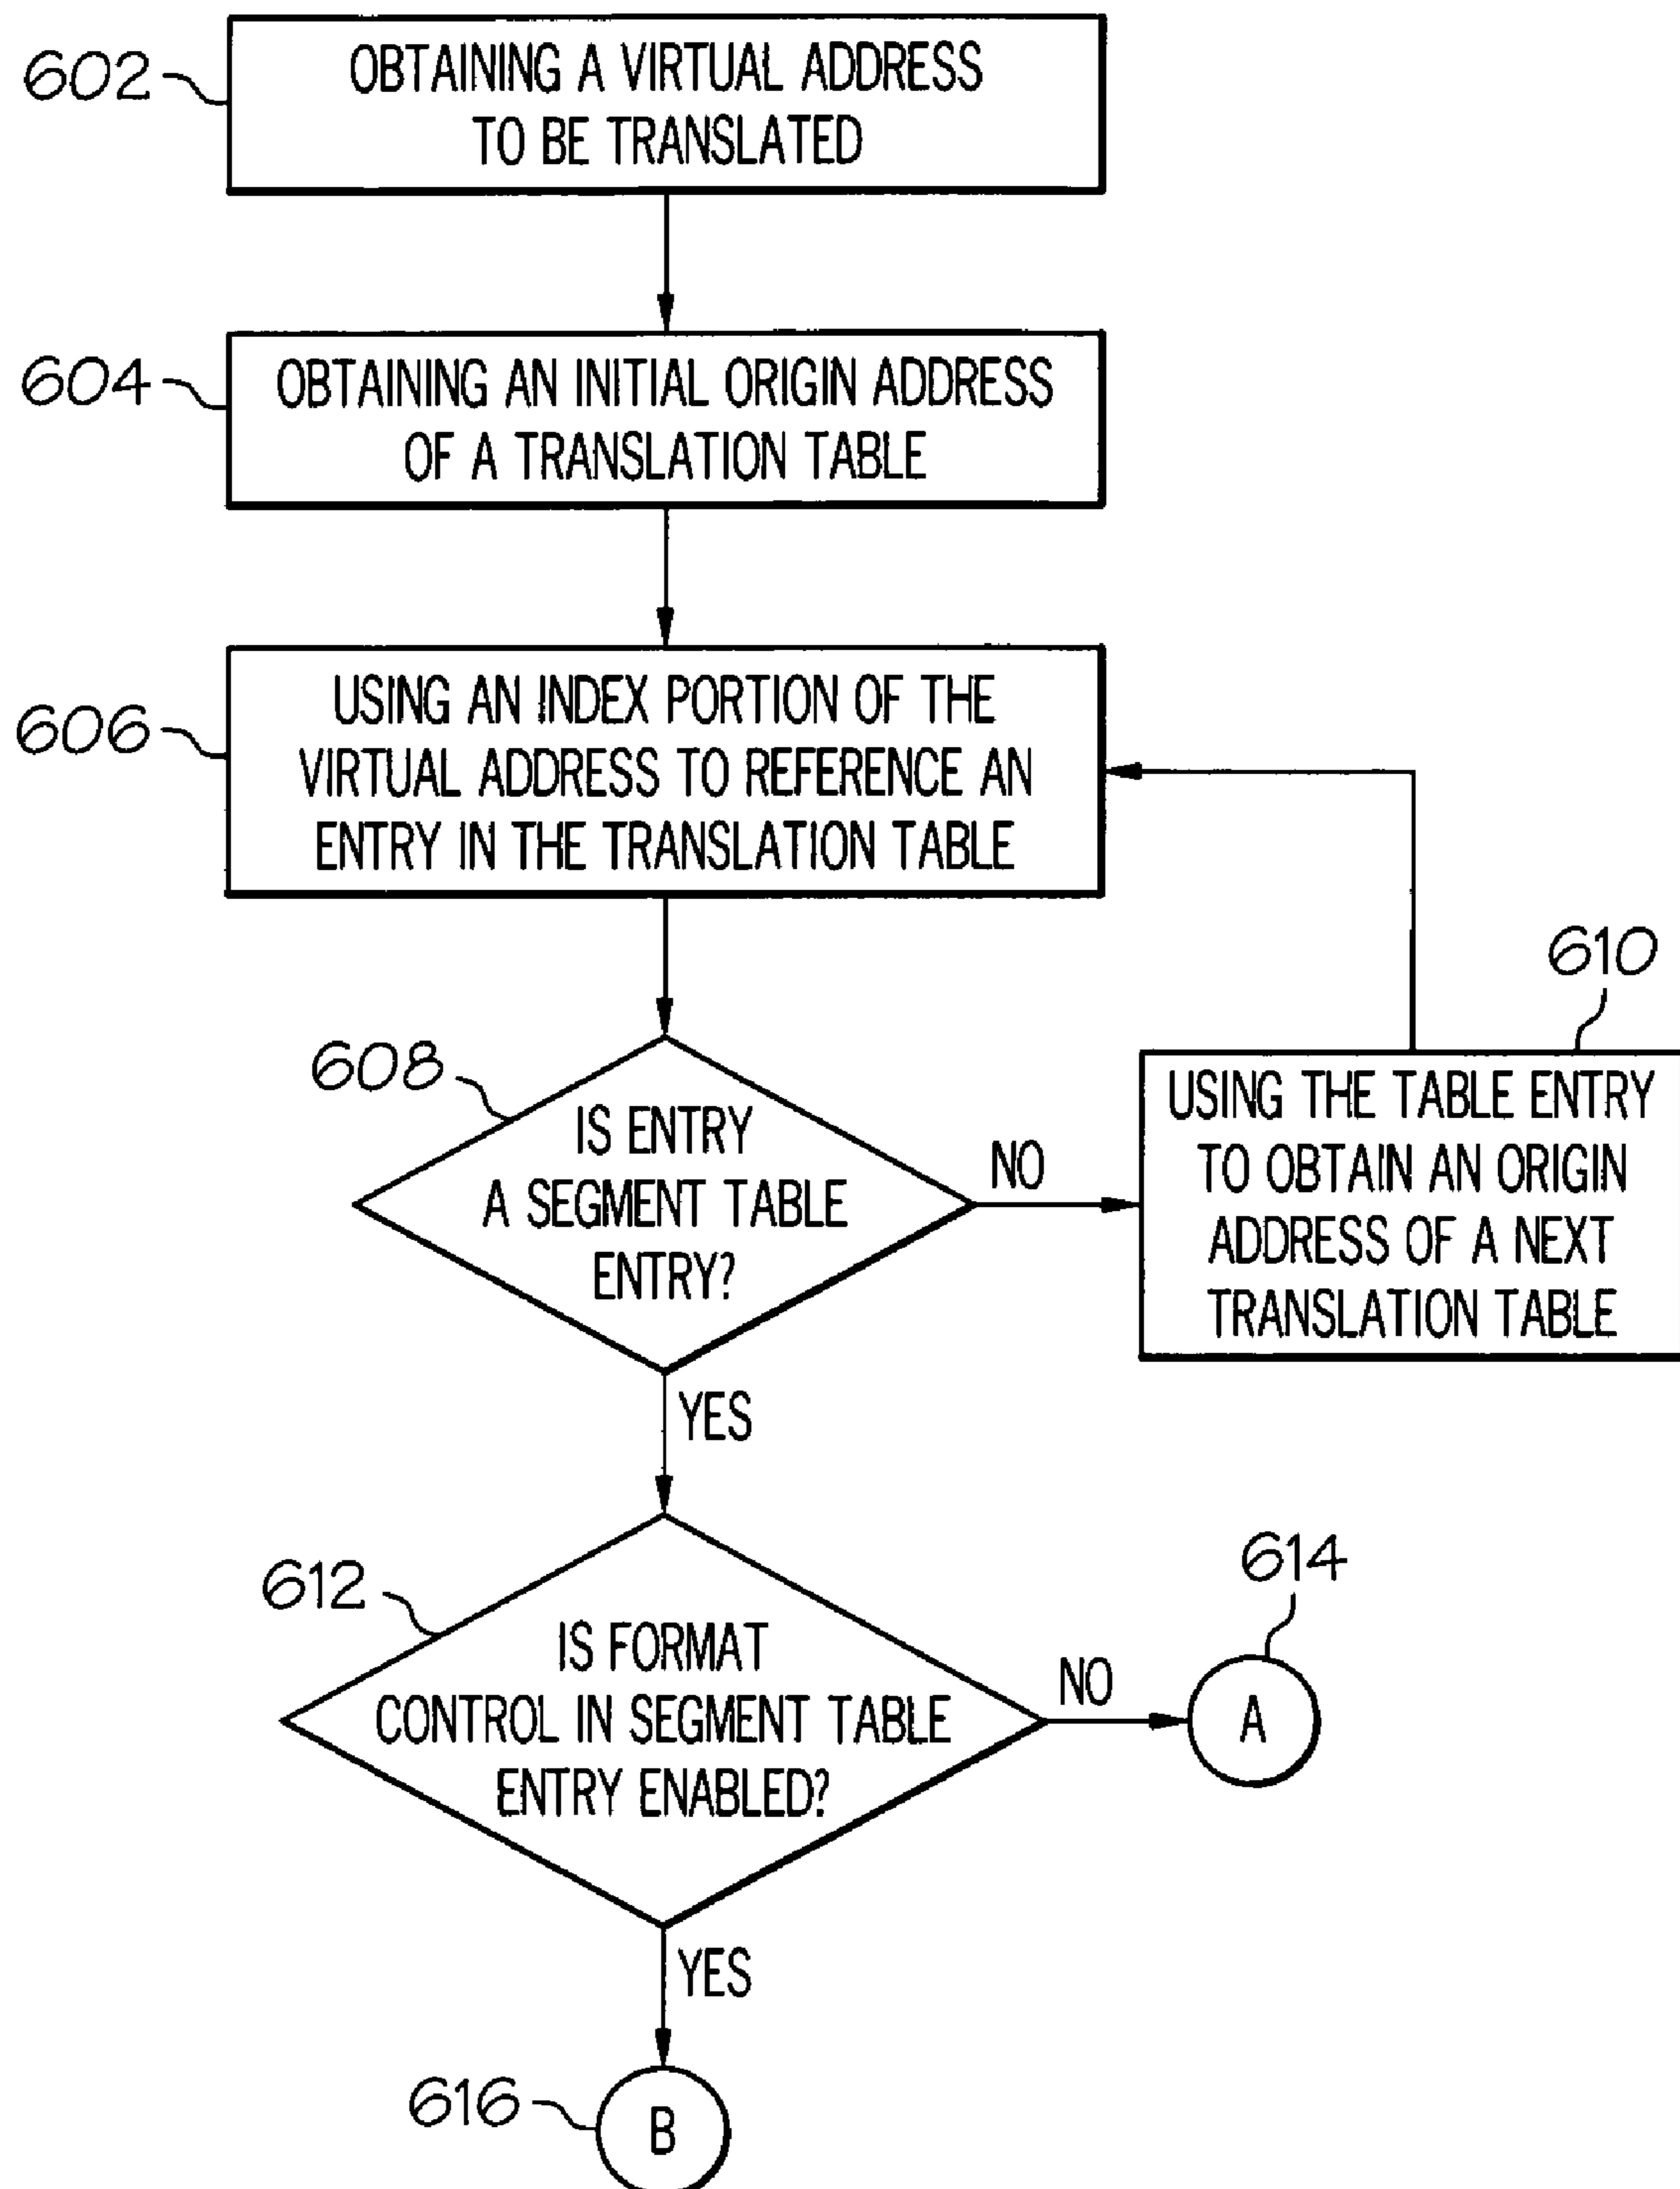 602
OBTAINING A VIRTUAL ADDRESS
TO BE TRANSLATED
604
OBTAINING AN INITIAL ORIGIN ADDRESS
OF A TRANSLATION TABLE
606
USING AN INDEX PORTION OF THE
VIRTUAL ADDRESS TO REFERENCE AN
ENTRY IN THE TRANSLATION TABLE
608
IS ENTRY
A SEGMENT TABLE
ENTRY?
NO
610
USING THE TABLE ENTRY
TO OBTAIN AN ORIGIN
ADDRESS OF A NEXT
TRANSLATION TABLE
YES
612
IS FORMAT
CONTROL IN SEGMENT TABLE
ENTRY ENABLED?
NO
614
A
YES
616
B